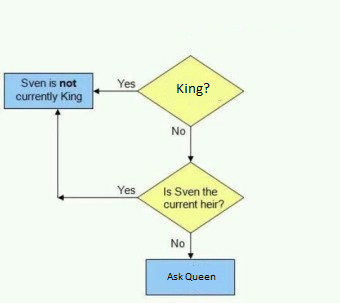 King?
Yes
Sven is not
currently King
No
Is Sven the
current heir?
Yes
No
Ask Queen